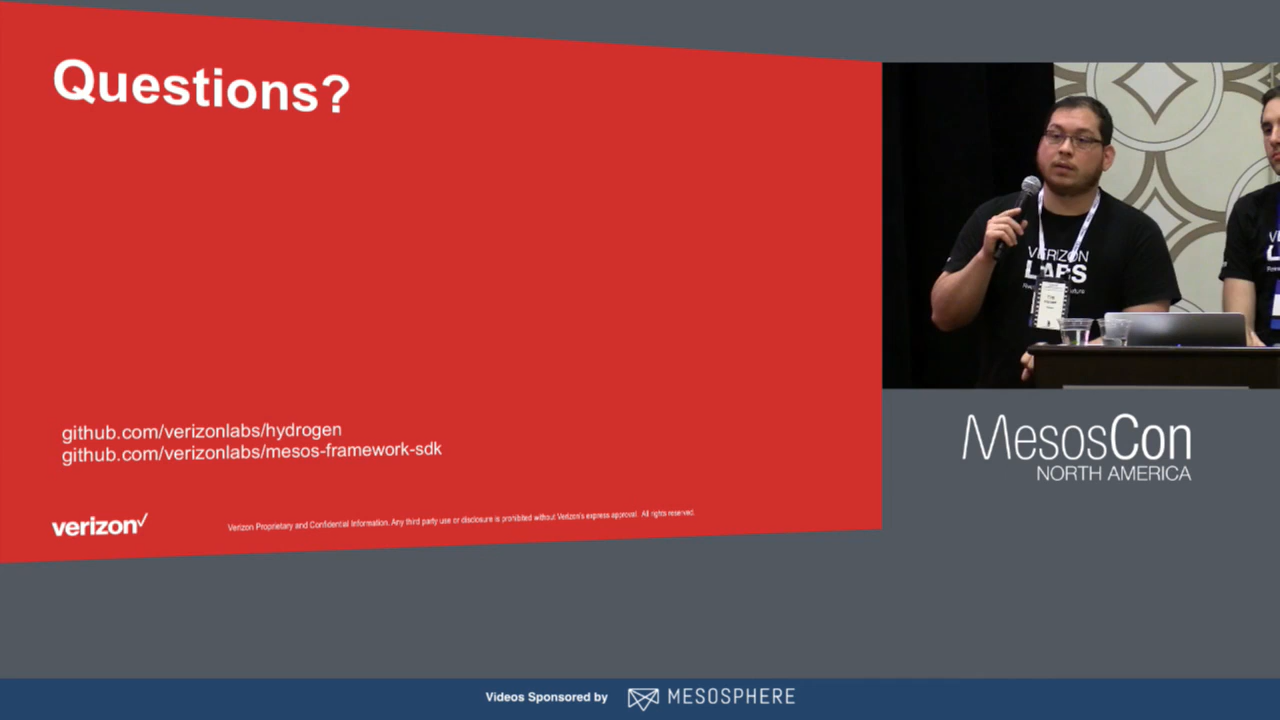 Questions?
github.com/verizonlabs/hydrogen
github.com/verizonlabs/mesos-framework-sdk
verizon✓
Verizon Proprietary and Confidential Information. Any third party use or disclosure is prohibited without Verizon's express approval. All rights reserved.
VERIZON
LABS
MesosCon
NORTH AMERICA
Videos Sponsored by
MESOSPHERE